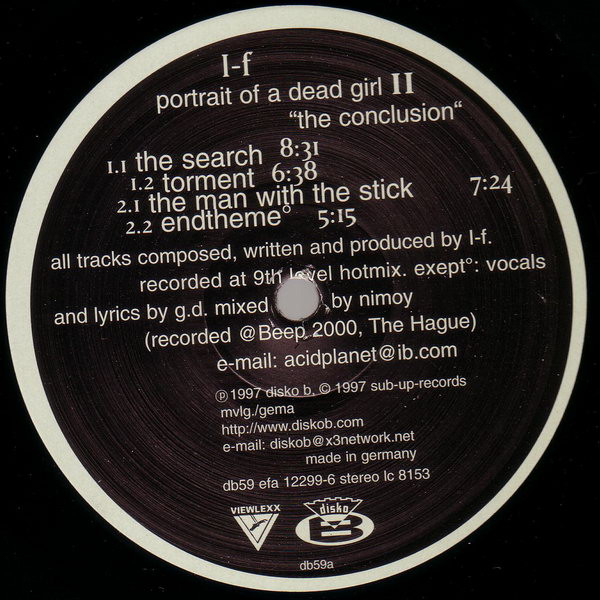 I-f
portrait of a dead girl II
"the conclusion"
1.1 the search 8:31
1.2 torment 6:38
2.1 the man with the stick 7:24
2.2 endtheme° 5:15
all tracks composed, written and produced by I-f.
recorded at 9th level hotmix. exept°: vocals
and lyrics by g.d. mixed by nimoy
(recorded @Beep 2000, The Hague)
e-mail: acidplanet@ib.com
℗1997 disko b, © 1997 sub-up-records
mvlg./gema
http://www.diskob.com
e-mail: diskob@x3network.net
made in germany
db59 efa 12299-6 stereo lc 8153
VIEWLEXX
disko
B
db59a